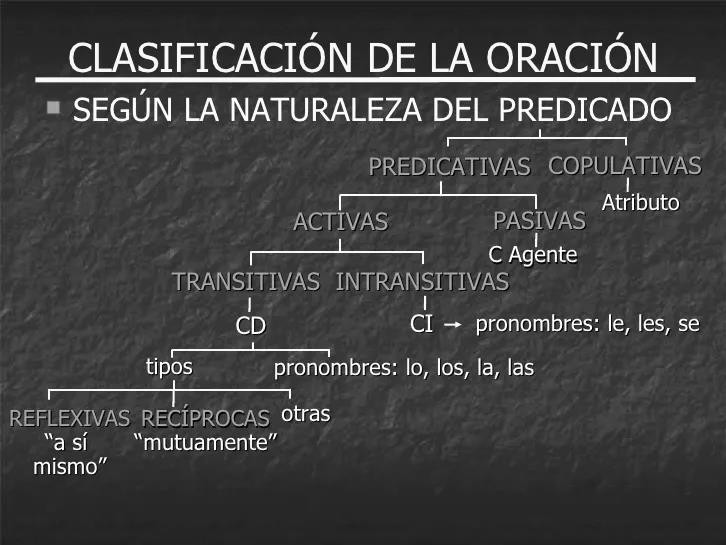 CLASIFICACIÓN DE LA ORACIÓN
SEGÚN LA NATURALEZA DEL PREDICADO
PREDICATIVAS COPULATIVAS
Atributo
ACTIVAS PASIVAS
C Agente
TRANSITIVAS INTRANSITIVAS
CD CI → pronombres: le, les, se
tipos pronombres: lo, los, la, las
REFLEXIVAS RECÍPROCAS otras
“a sí “mutuamente”
mismo”